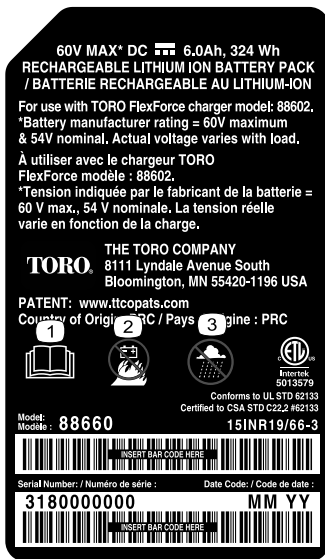 60V MAX* DC 6.0Ah, 324 Wh
RECHARGEABLE LITHIUM ION BATTERY PACK
/ BATTERIE RECHARGEABLE AU LITHIUM-ION
For use with TORO FlexForce charger model: 88602.
*Battery manufacturer rating = 60V maximum
& 54V nominal. Actual voltage varies with load.
À utiliser avec le chargeur TORO
FlexForce modèle : 88602.
*Tension indiquée par le fabricant de la batterie =
60 V max., 54 V nominale. La tension réelle
varie en fonction de la charge.
TORO.
THE TORO COMPANY
8111 Lyndale Avenue South
Bloomington, MN 55420-1196 USA
PATENT: www.ttcopats.com
Country of Origi PRC / Pays gine : PRC
1 2 3
c ETL us
Intertek
5013579
Conforms to UL STD 62133
Certified to CSA STD C22.2 #62133
Model:
Modèle : 88660 15INR19/66-3
INSERT BAR CODE HERE
Serial Number: / Numéro de série : Date Code: / Code de date :
3180000000 MM YY
INSERT BAR CODE HERE